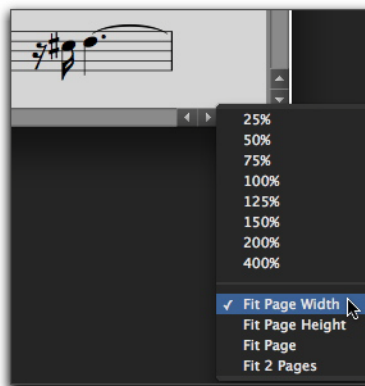 25%
50%
75%
100%
125%
150%
200%
400%
✓ Fit Page Width
Fit Page Height
Fit Page
Fit 2 Pages